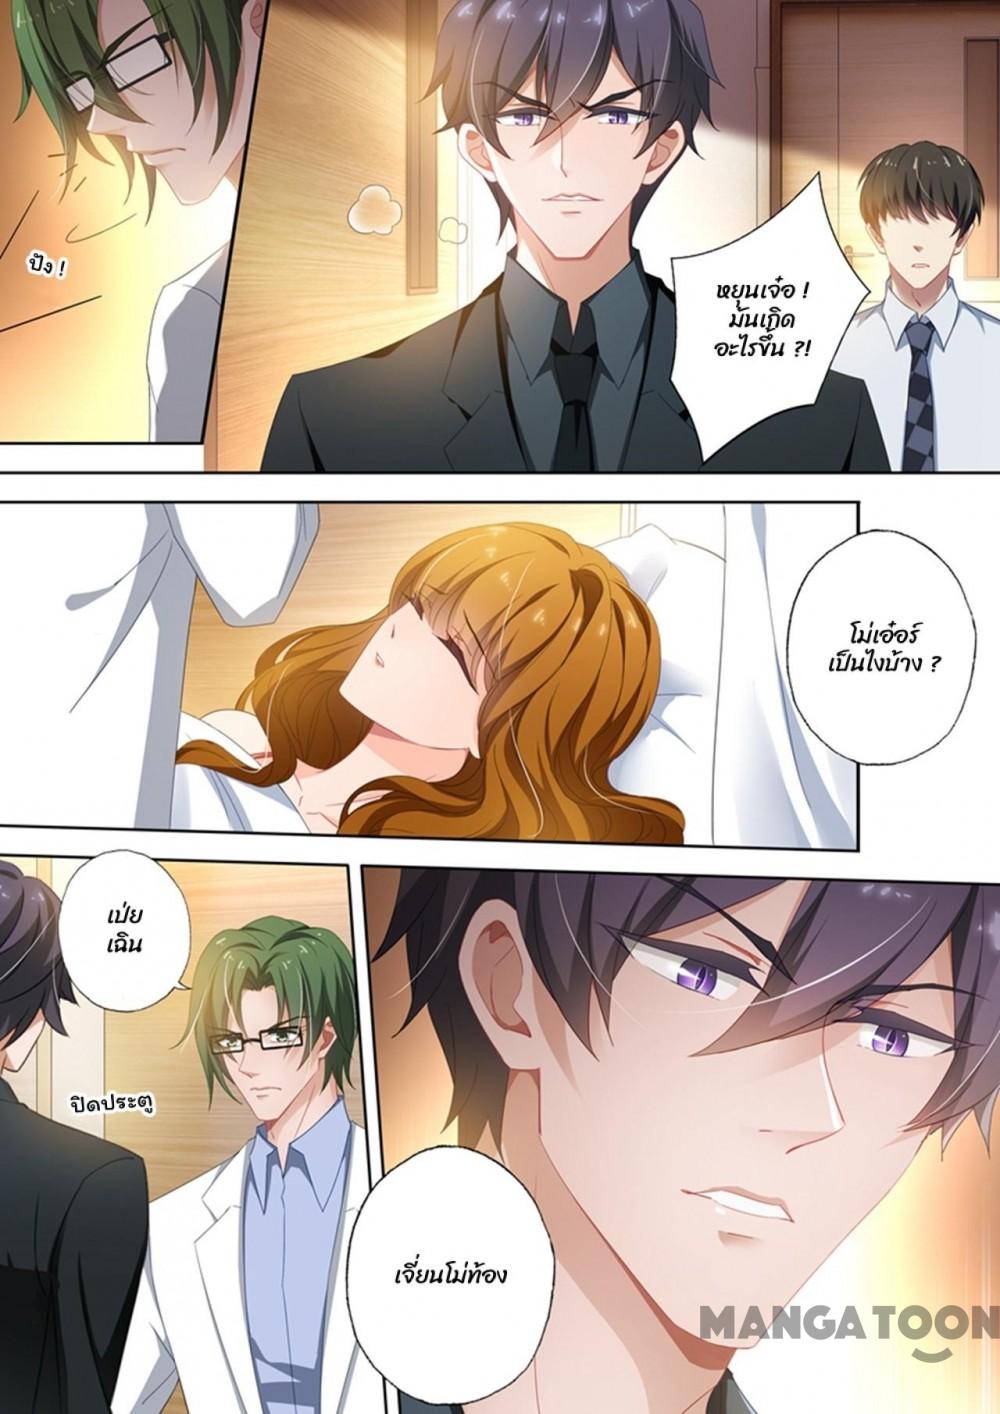 ปัง !
หยุนเจ๋อ !
มันเกิด
อะไรขึ้น ?!
โม่เอ๋อร์
เป็นไงบ้าง ?
เป่ย
เฉิน
ปิดประตู
เจี่ยนโม่ท้อง
MANGATOON